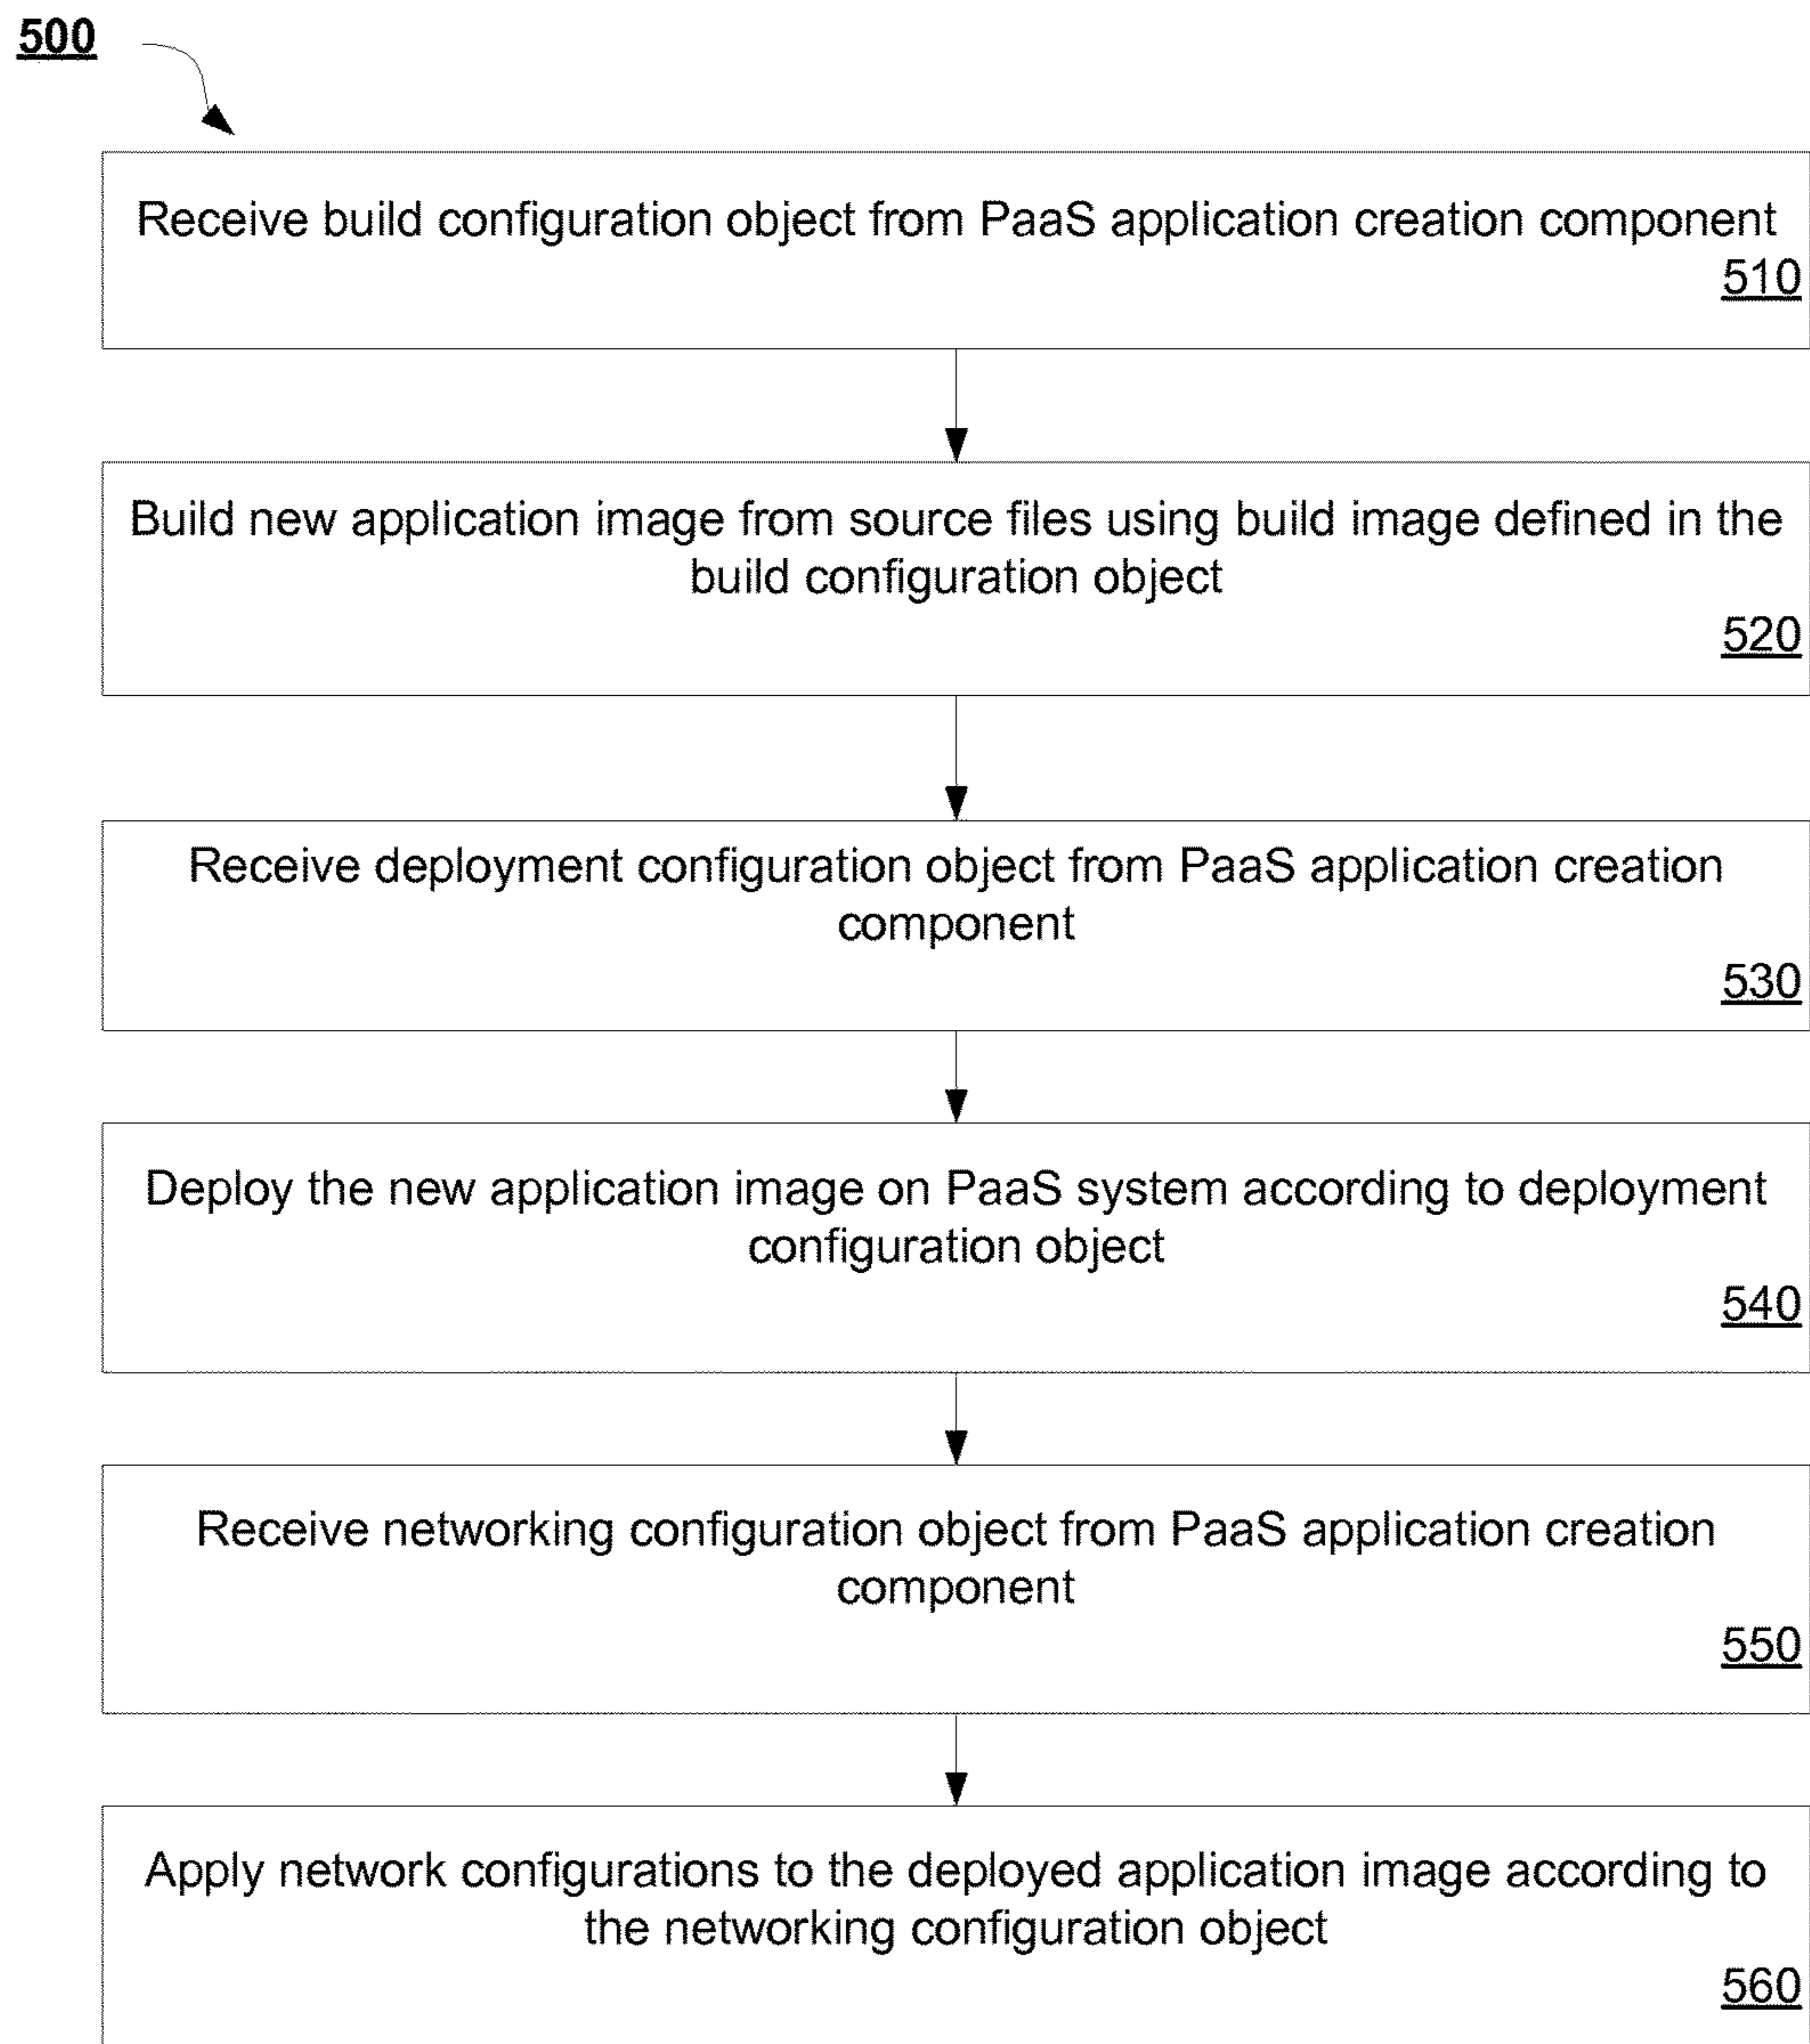 500
Receive build configuration object from PaaS application creation component
510
Build new application image from source files using build image defined in the
build configuration object
520
Receive deployment configuration object from PaaS application creation
component
530
Deploy the new application image on PaaS system according to deployment
configuration object
540
Receive networking configuration object from PaaS application creation
component
550
Apply network configurations to the deployed application image according to
the networking configuration object
560